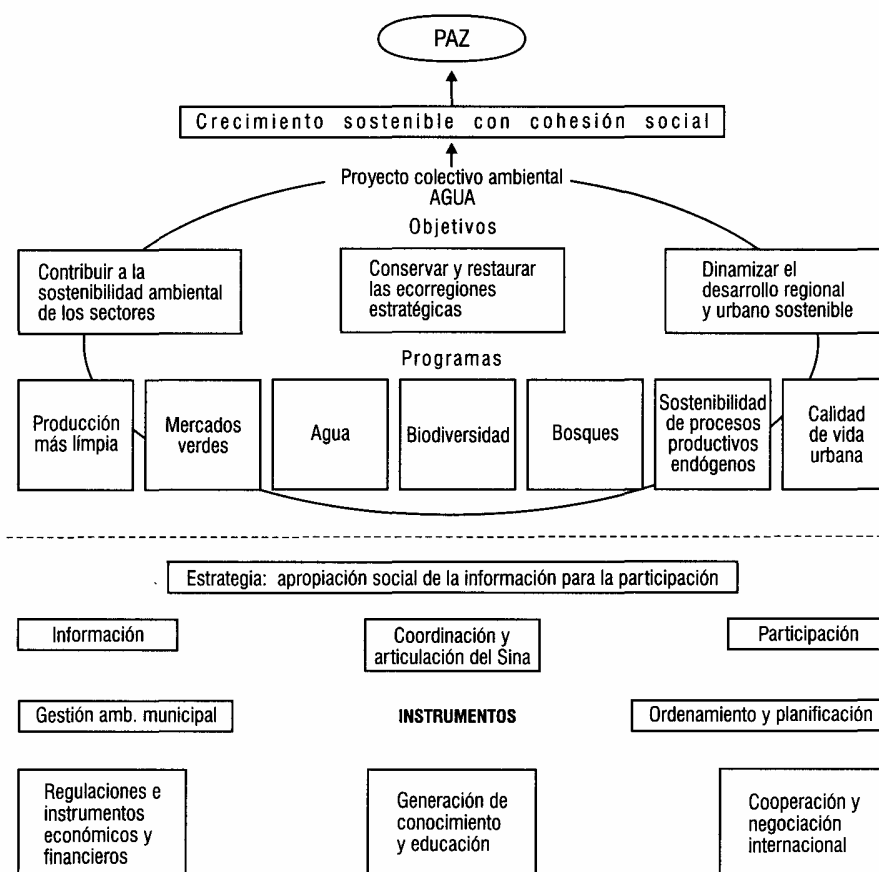 PAZ
Crecimiento sostenible con cohesión social
Proyecto colectivo ambiental
AGUA
Objetivos
Contribuir a la
sostenibilidad ambiental
de los sectores
Conservar y restaurar
las ecorregiones
estratégicas
Dinamizar el
desarrollo regional
y urbano sostenible
Programas
Producción
más límpia
Mercados
verdes
Agua
Biodiversidad
Bosques
Sostenibilidad
de procesos
productivos
endógenos
Calidad
de vida
urbana
Estrategia: apropiación social de la información para la participación
Información
Coordinación y
articulación del Sina
Participación
Gestión amb. municipal
INSTRUMENTOS
Ordenamiento y planificación
Regulaciones e
instrumentos
económicos y
financieros
Generación de
conocimiento
y educación
Cooperación y
negociación
internacional